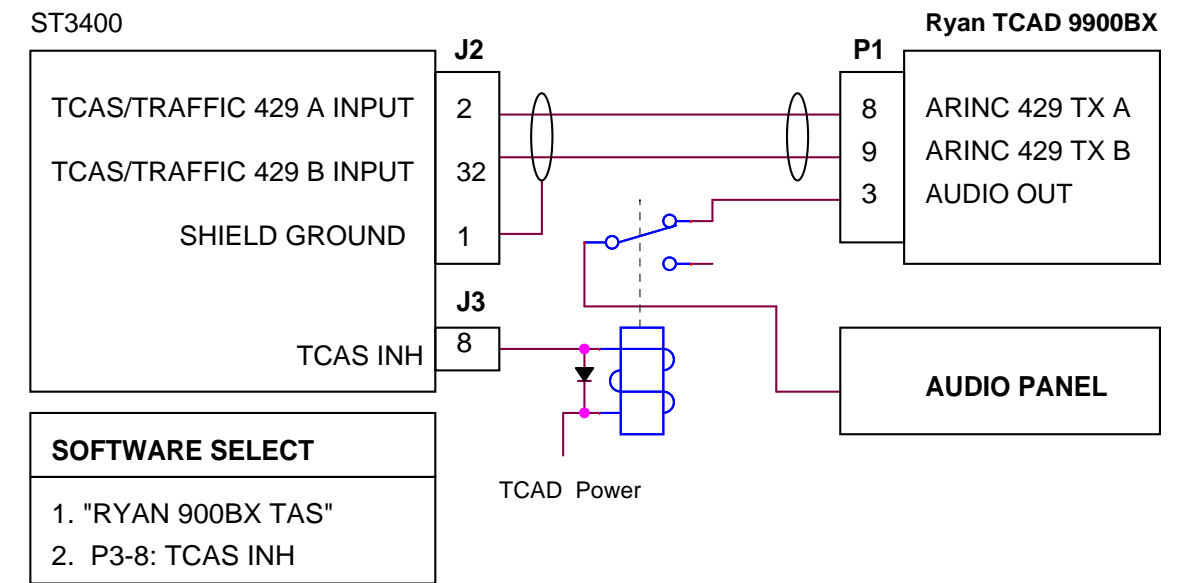 ST3400
Ryan TCAD 9900BX
J2
P1
TCAS/TRAFFIC 429 A INPUT
2
8
ARINC 429 TX A
TCAS/TRAFFIC 429 B INPUT
32
9
ARINC 429 TX B
3
AUDIO OUT
SHIELD GROUND
1
J3
TCAS INH
8
AUDIO PANEL
SOFTWARE SELECT
TCAD Power
1. "RYAN 900BX TAS"
2. P3-8: TCAS INH